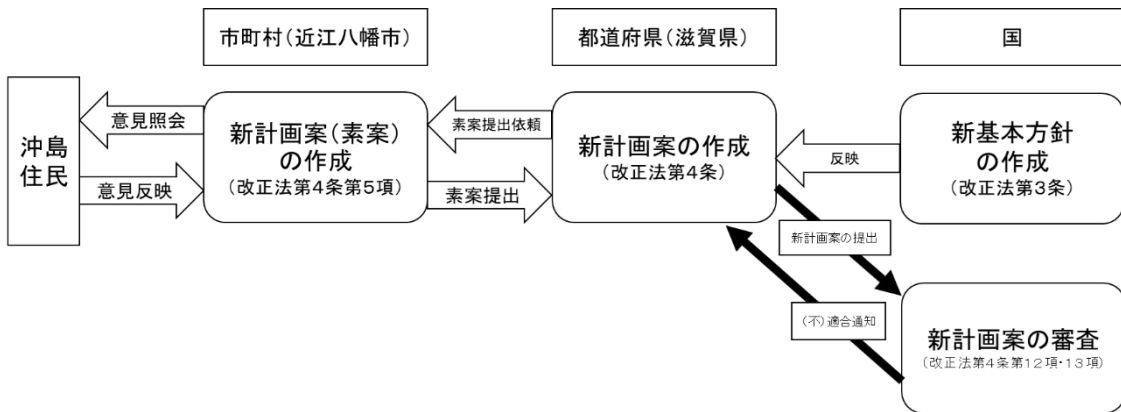 市町村(近江八幡市)
都道府県(滋賀県)
国
沖島
住民
意見照会
意見反映
新計画案(素案)
の作成
(改正法第4条第5項)
素案提出依頼
素案提出
新計画案の作成
(改正法第4条)
反映
新基本方針
の作成
(改正法第3条)
新計画案の提出
(不)適合通知
新計画案の審査
(改正法第4条第12項・13項)